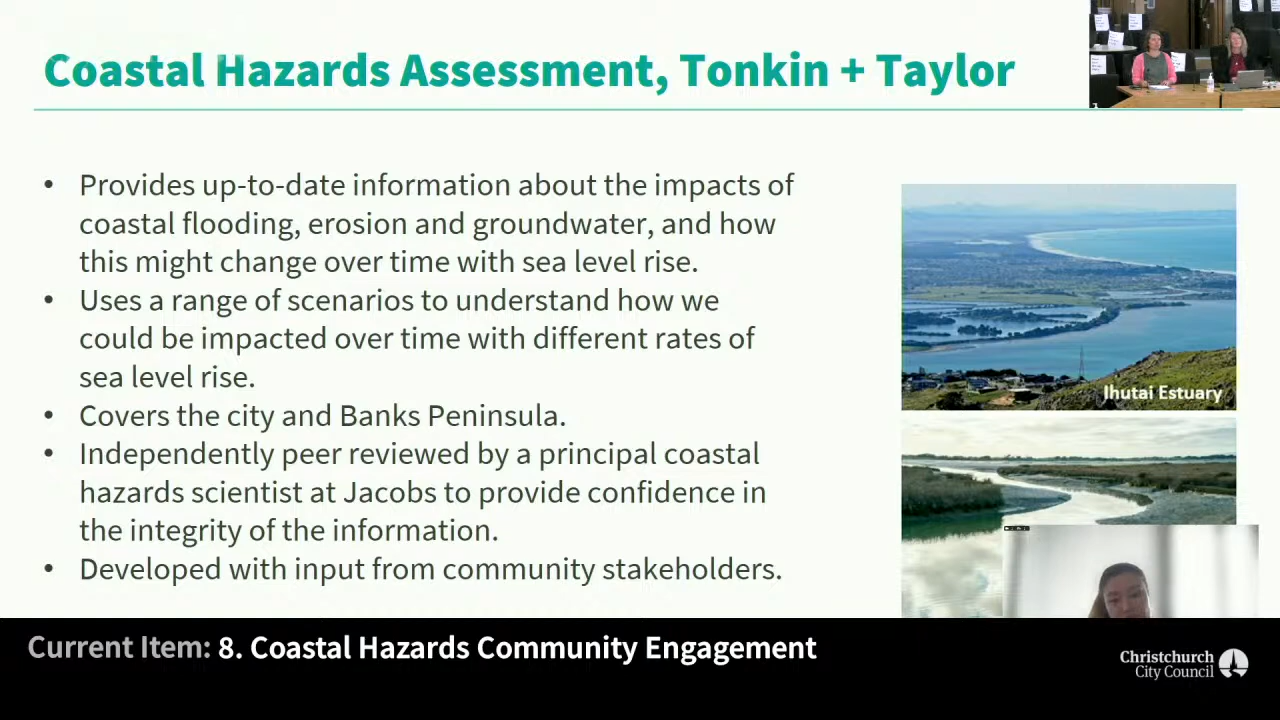 Coastal Hazards Assessment, Tonkin + Taylor
• Provides up-to-date information about the impacts of
coastal flooding, erosion and groundwater, and how
this might change over time with sea level rise.
• Uses a range of scenarios to understand how we
could be impacted over time with different rates of
sea level rise.
• Covers the city and Banks Peninsula.
• Independently peer reviewed by a principal coastal
hazards scientist at Jacobs to provide confidence in
the integrity of the information.
• Developed with input from community stakeholders.
Ihutai Estuary
Current Item: 8. Coastal Hazards Community Engagement
Christchurch
City Council